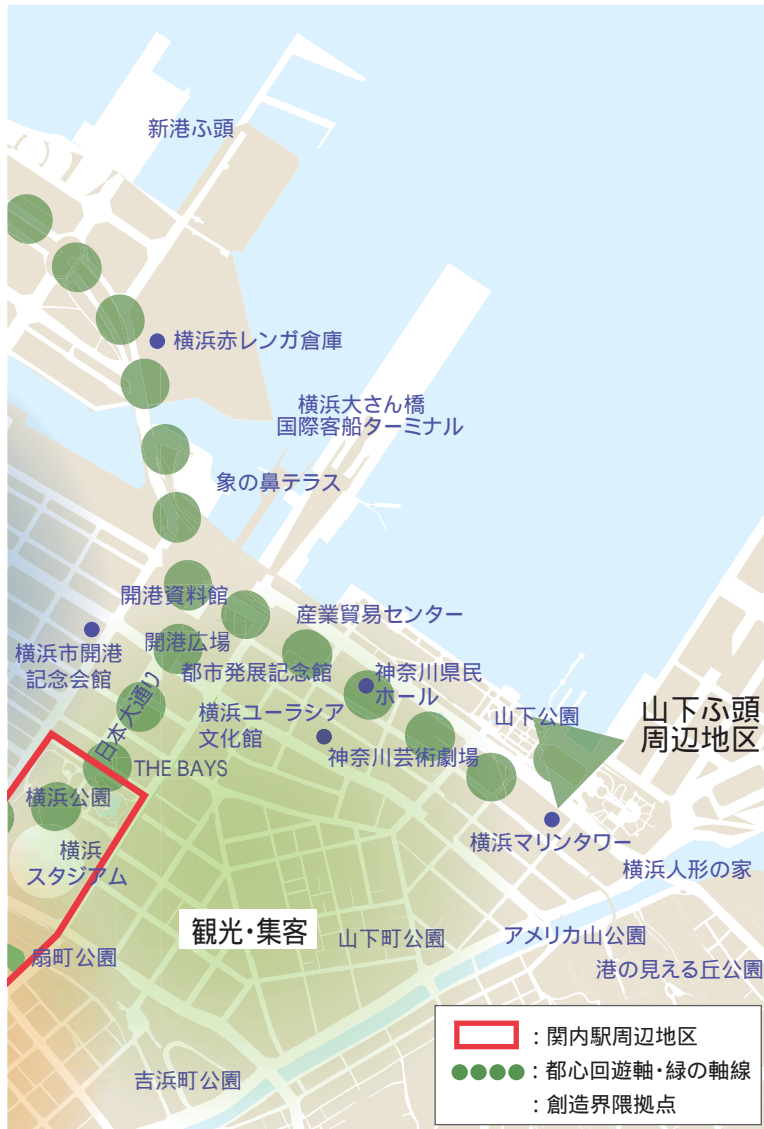 新港ふ頭
横浜赤レンガ倉庫
横浜大さん橋
国際客船ターミナル
象の鼻テラス
開港資料館
産業貿易センター
横浜市開港
記念会館
開港広場
都市発展記念館
神奈川県民
ホール
日本大通り
横浜ユーラシア
文化館
神奈川芸術劇場
山下公園
山下ふ頭
周辺地区
THE BAYS
横浜公園
横浜
スタジアム
横浜マリンタワー
横浜人形の家
観光・集客
山下町公園
アメリカ山公園
扇町公園
港の見える丘公園
吉浜町公園
：関内駅周辺地区
：都心回遊軸・緑の軸線
：創造界隈拠点